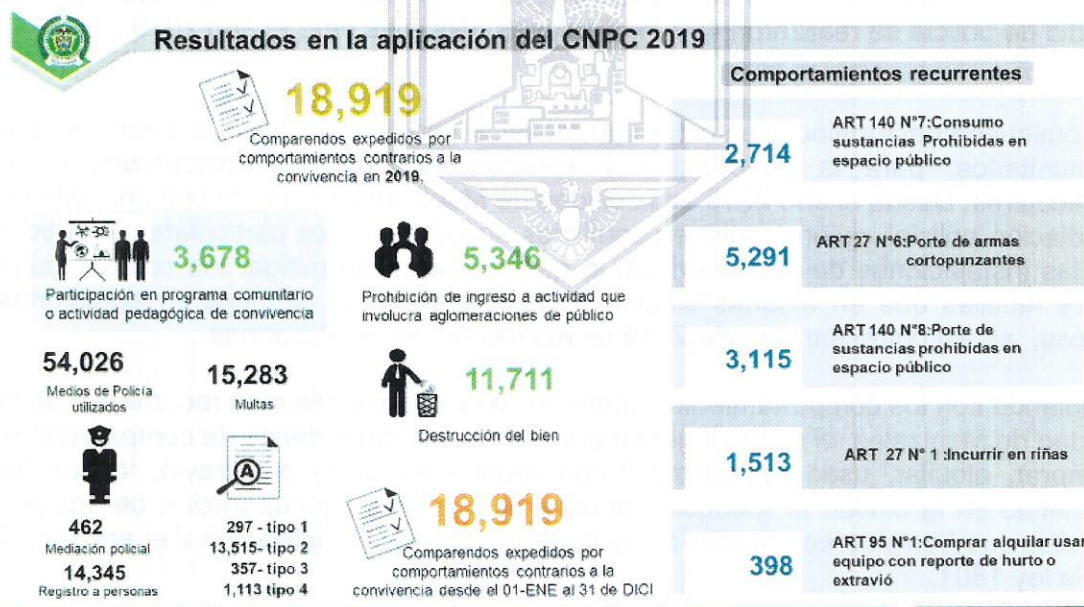 Resultados en la aplicación del CNPC 2019
18,919
Comparendos expedidos por
comportamientos contrarios a la
convivencia en 2019.
3,678
Participación en programa comunitario
o actividad pedagógica de convivencia
5,346
Prohibición de ingreso a actividad que
involucra aglomeraciones de público
54,026
Medios de Policía
utilizados
15,283
Multas
11,711
Destrucción del bien
462
Mediación policial
14,345
Registro a personas
A
297 - tipo 1
13,515- tipo 2
357- tipo 3
1,113 tipo 4
18,919
Comparendos expedidos por
comportamientos contrarios a la
convivencia desde el 01-ENE al 31 de DICI
Comportamientos recurrentes
2,714
ART 140 N°7:Consumo
sustancias Prohibidas en
espacio público
5,291
ART 27 N°6:Porte de armas
cortopunzantes
3,115
ART 140 N°8:Porte de
sustancias prohibidas en
espacio público
1,513
ART 27 N° 1 :Incurrir en riñas
398
ART 95 N°1:Comprar alquilar usar
equipo con reporte de hurto o
extravió